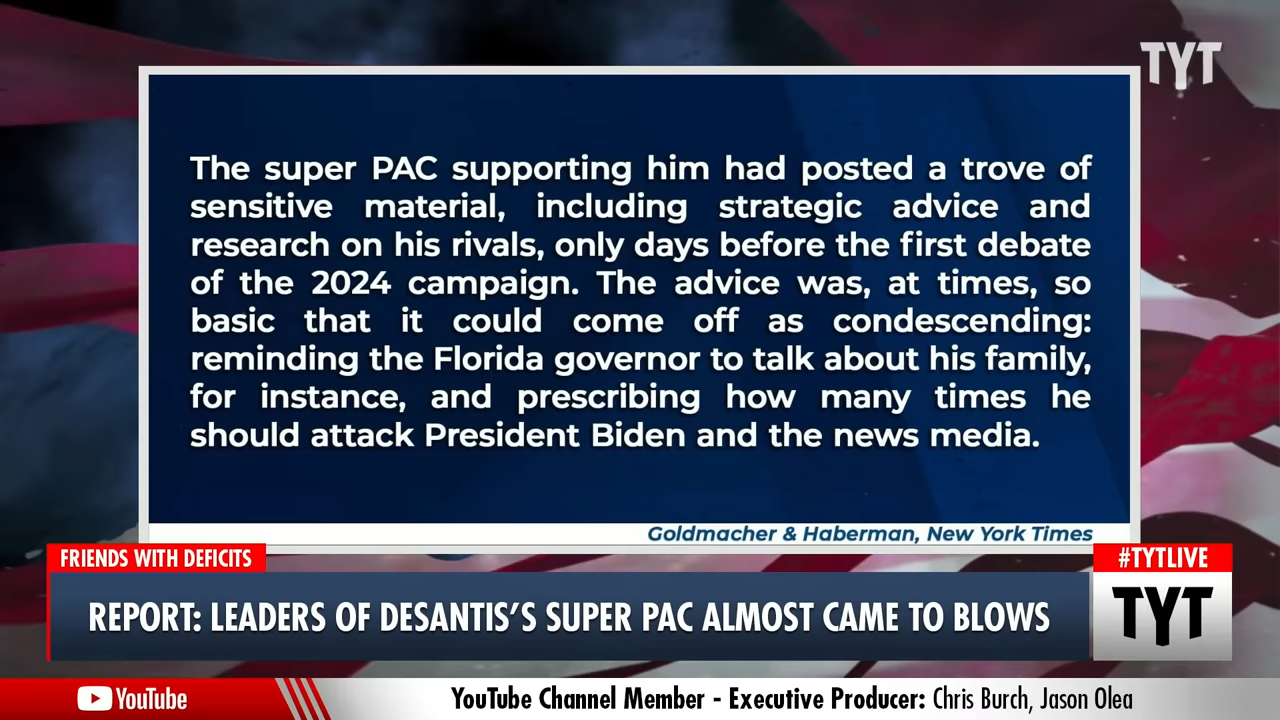 TYT
The super PAC supporting him had posted a trove of
sensitive material, including strategic advice and
research on his rivals, only days before the first debate
of the 2024 campaign. The advice was, at times, so
basic that it could come off as condescending:
reminding the Florida governor to talk about his family,
for instance, and prescribing how many times he
should attack President Biden and the news media.
Goldmacher & Haberman, New York Times
FRIENDS WITH DEFICITS
#TYTLIVE
REPORT: LEADERS OF DESANTIS’S SUPER PAC ALMOST CAME TO BLOWS
TYT
YouTube
YouTube Channel Member - Executive Producer: Chris Burch, Jason Olea